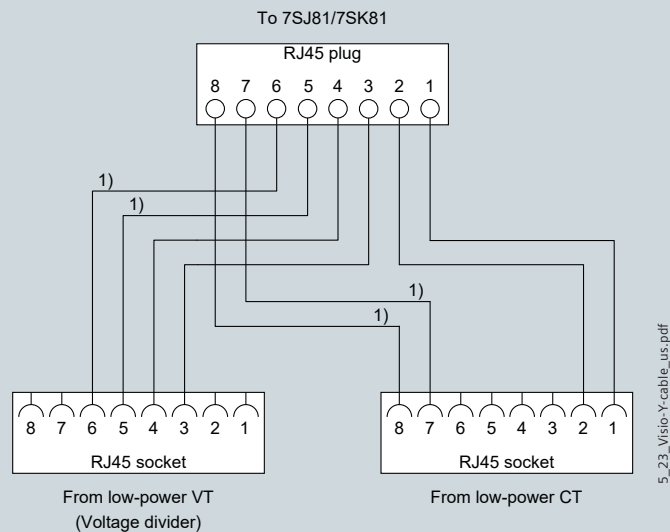 To 7SJ81/7SK81
RJ45 plug
8 7 6 5 4 3 2 1
1)
1)
1)
1)
8 7 6 5 4 3 2 1
RJ45 socket
From low-power VT
(Voltage divider)
8 7 6 5 4 3 2 1
RJ45 socket
From low-power CT
5_23_Visio-Y-cable_us.pdf